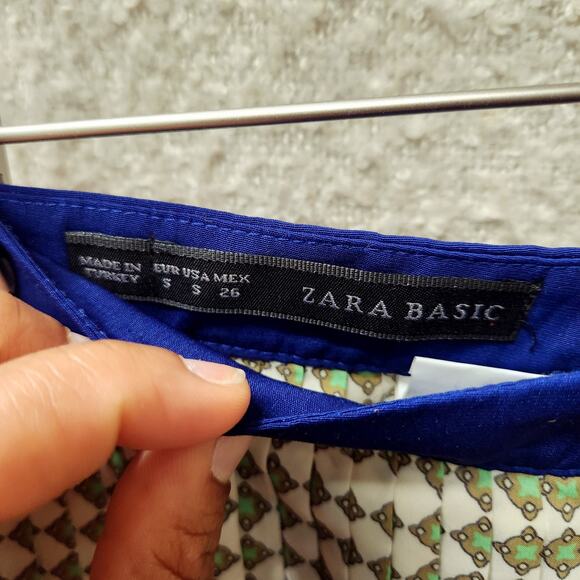 MADE IN
TURKEY
EUR USA MEX
S S 26
ZARA BASIC